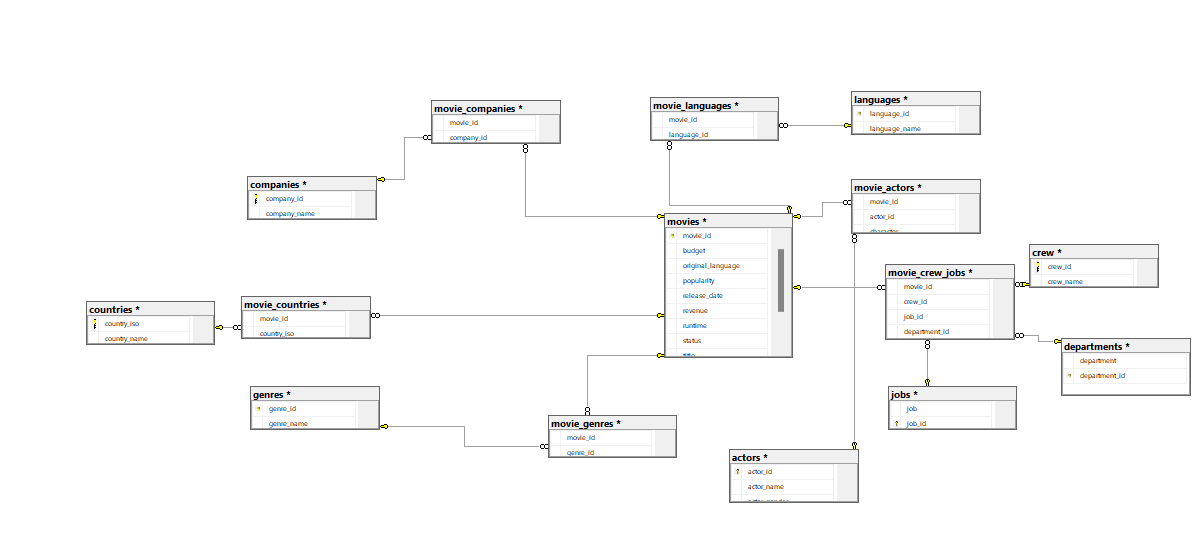 movie_companies *
movie_id
company_id
movie_languages *
movie_id
language_id
languages *
language_id
language_name
companies *
company_id
company_name
movie_actors *
movie_id
actor_id
character
movies *
movie_id
budget
original_language
popularity
release_date
revenue
runtime
status
title
crew *
crew_id
crew_name
movie_crew_jobs *
movie_id
crew_id
job_id
department_id
countries *
country_iso
country_name
movie_countries *
movie_id
country_iso
departments *
department
department_id
genres *
genre_id
genre_name
jobs *
job
job_id
movie_genres *
movie_id
genre_id
actors *
actor_id
actor_name
actor_gender